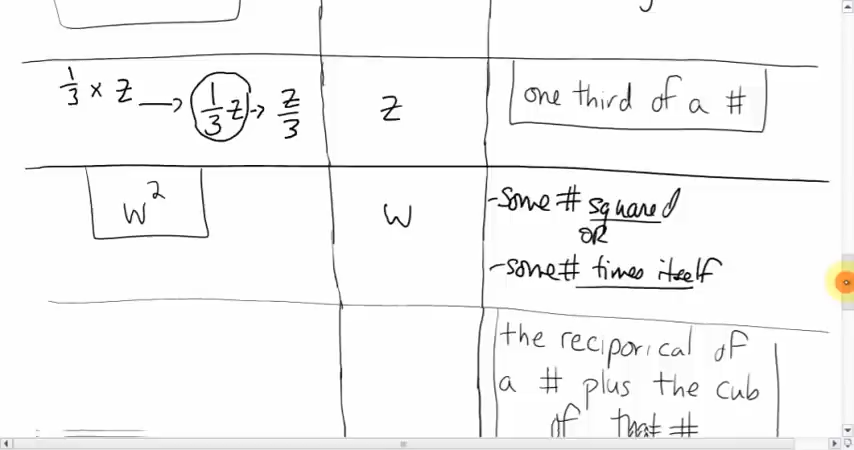 1/3 × z → 1/3 z → z/3
z
one third of a #
w²
w
-some # squared
OR
-some # times itself
the reciporical of
a # plus the cub
of that #